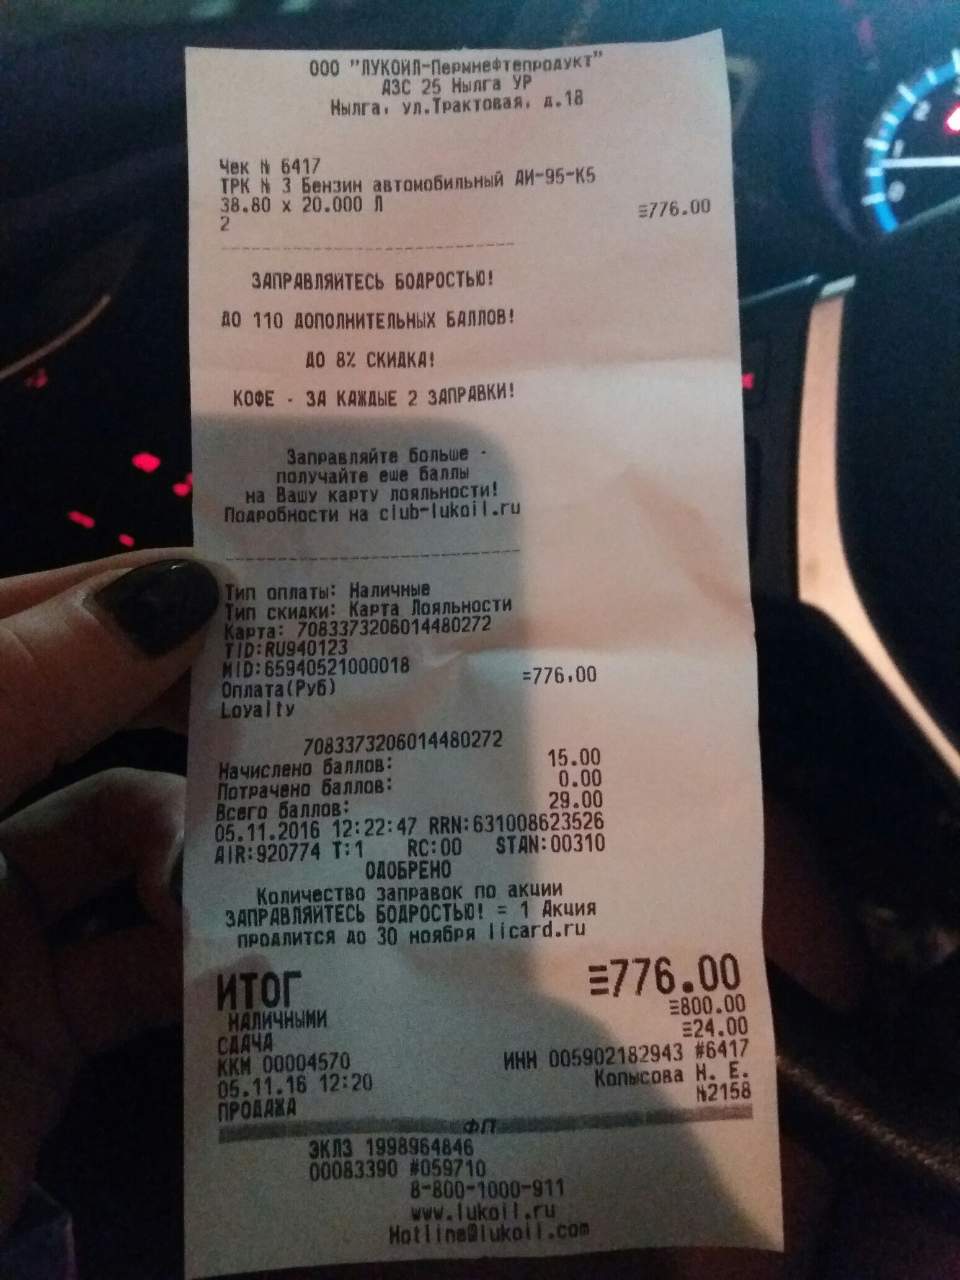 ООО "ЛУКОЙЛ-Пермнефтепродукт"
АЗС 25 Нылга УР
Нылга, ул.Трактовая, д.18
Чек № 6417
ТРК № 3 Бензин автомобильный АИ-95-К5
38.80 x 20.000 Л ≡776.00
2
ЗАПРАВЛЯЙТЕСЬ БОДРОСТЬЮ!
ДО 110 ДОПОЛНИТЕЛЬНЫХ БАЛЛОВ!
ДО 8% СКИДКА!
КОФЕ - ЗА КАЖДЫЕ 2 ЗАПРАВКИ!
Заправляйте больше -
получайте еще баллы
на Вашу карту лояльности!
Подробности на club-lukoil.ru
Тип оплаты: Наличные
Тип скидки: Карта Лояльности
Карта: 7083373206014480272
TID:RU940123
MID:65940521000018
Оплата(Руб) =776.00
Loyalty
7083373206014480272
Начислено баллов: 15.00
Потрачено баллов: 0.00
Всего баллов: 29.00
05.11.2016 12:22:47 RRN:631008623526
AIR:920774 T:1 RC:00 STAN:00310
ОДОБРЕНО
Количество заправок по акции
ЗАПРАВЛЯЙТЕСЬ БОДРОСТЬЮ! = 1 Акция
продлится до 30 ноября licard.ru
ИТОГ ≡776.00
НАЛИЧНЫМИ ≡800.00
СДАЧА ≡24.00
ККМ 00004570 ИНН 005902182943 #6417
05.11.16 12:20 Копысова Н. Е.
ПРОДАЖА №2158
ФП
ЭКЛЗ 1998964846
00083390 #059710
8-800-1000-911
www.lukoil.ru
Hotline@lukoil.com